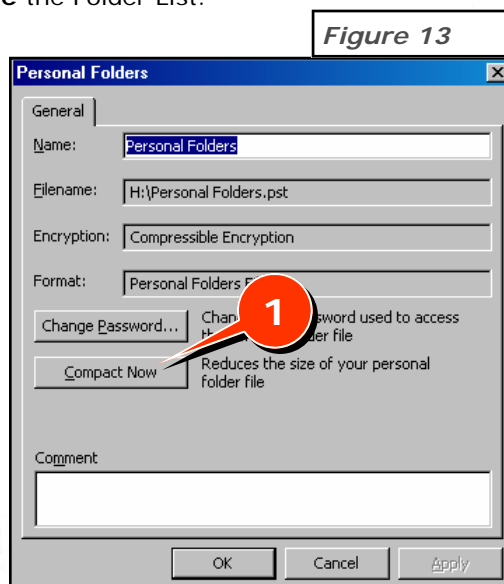 the Folder List.
Figure 13
Personal Folders
General
Name: Personal Folders
Filename: H:\Personal Folders.pst
Encryption: Compressible Encryption
Format: Personal Folders
1
Change Password... used to access
file
Compact Now Reduces the size of your personal
folder file
Comment
OK Cancel Apply